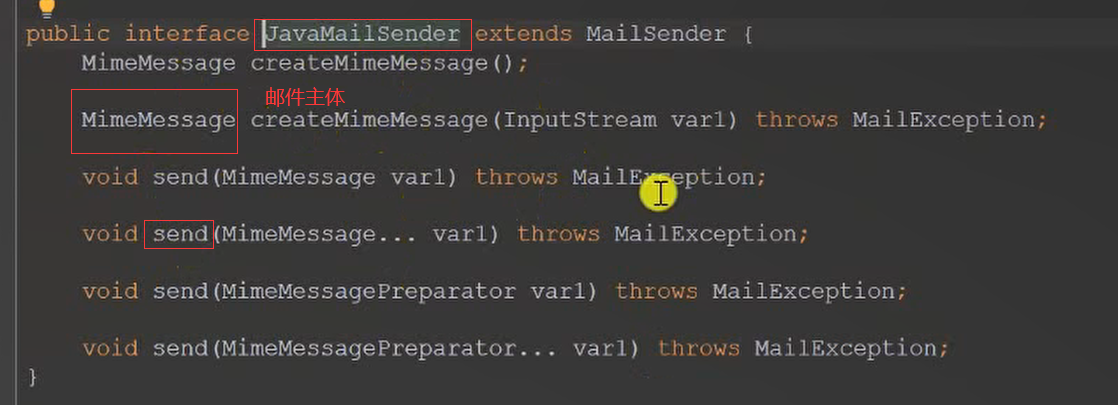 public interface JavaMailSender extends MailSender {
MimeMessage createMimeMessage();
邮件主体
MimeMessage createMimeMessage(InputStream var1) throws MailException;
void send(MimeMessage var1) throws MailException;
void send(MimeMessage... var1) throws MailException;
void send(MimeMessagePreparator var1) throws MailException;
void send(MimeMessagePreparator... var1) throws MailException;
}